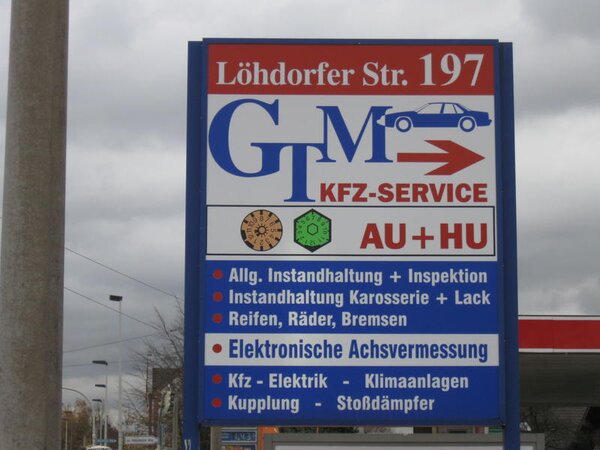 Löhdorfer Str. 197
GTM
KFZ-SERVICE
AU+HU
Allg. Instandhaltung + Inspektion
Instandhaltung Karosserie + Lack
Reifen, Räder, Bremsen
Elektronische Achsvermessung
Kfz - Elektrik - Klimaanlagen
Kupplung - Stoßdämpfer